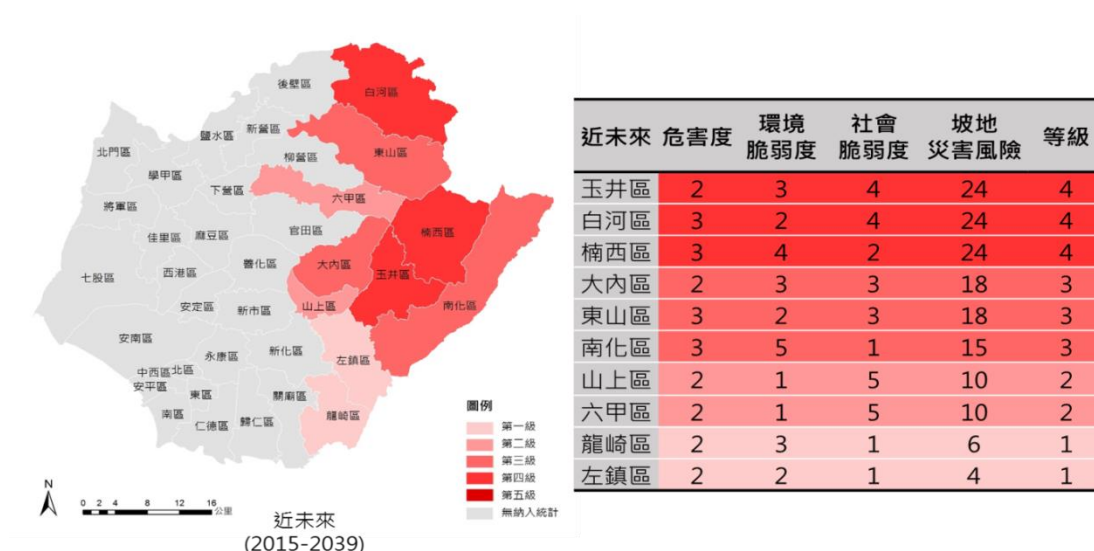 後壁區
白河區
鹽水區
新營區
北門區
柳營區
東山區
學甲區
下營區
六甲區
將軍區
官田區
佳里區
麻豆區
楠西區
七股區
西港區
善化區
大內區
玉井區
安定區
新市區
山上區
南化區
安南區
永康區
新化區
左鎮區
中西區
北區
安平區
東區
關廟區
龍崎區
南區
仁德區
歸仁區
圖例
第一級
第二級
第三級
第四級
第五級
無納入統計
N
0 2 4 8 12 16
公里
近未來
(2015-2039)
近未來 危害度 環境脆弱度 社會脆弱度 坡地災害風險 等級
玉井區 2 3 4 24 4
白河區 3 2 4 24 4
楠西區 3 4 2 24 4
大內區 2 3 3 18 3
東山區 3 2 3 18 3
南化區 3 5 1 15 3
山上區 2 1 5 10 2
六甲區 2 1 5 10 2
龍崎區 2 3 1 6 1
左鎮區 2 2 1 4 1